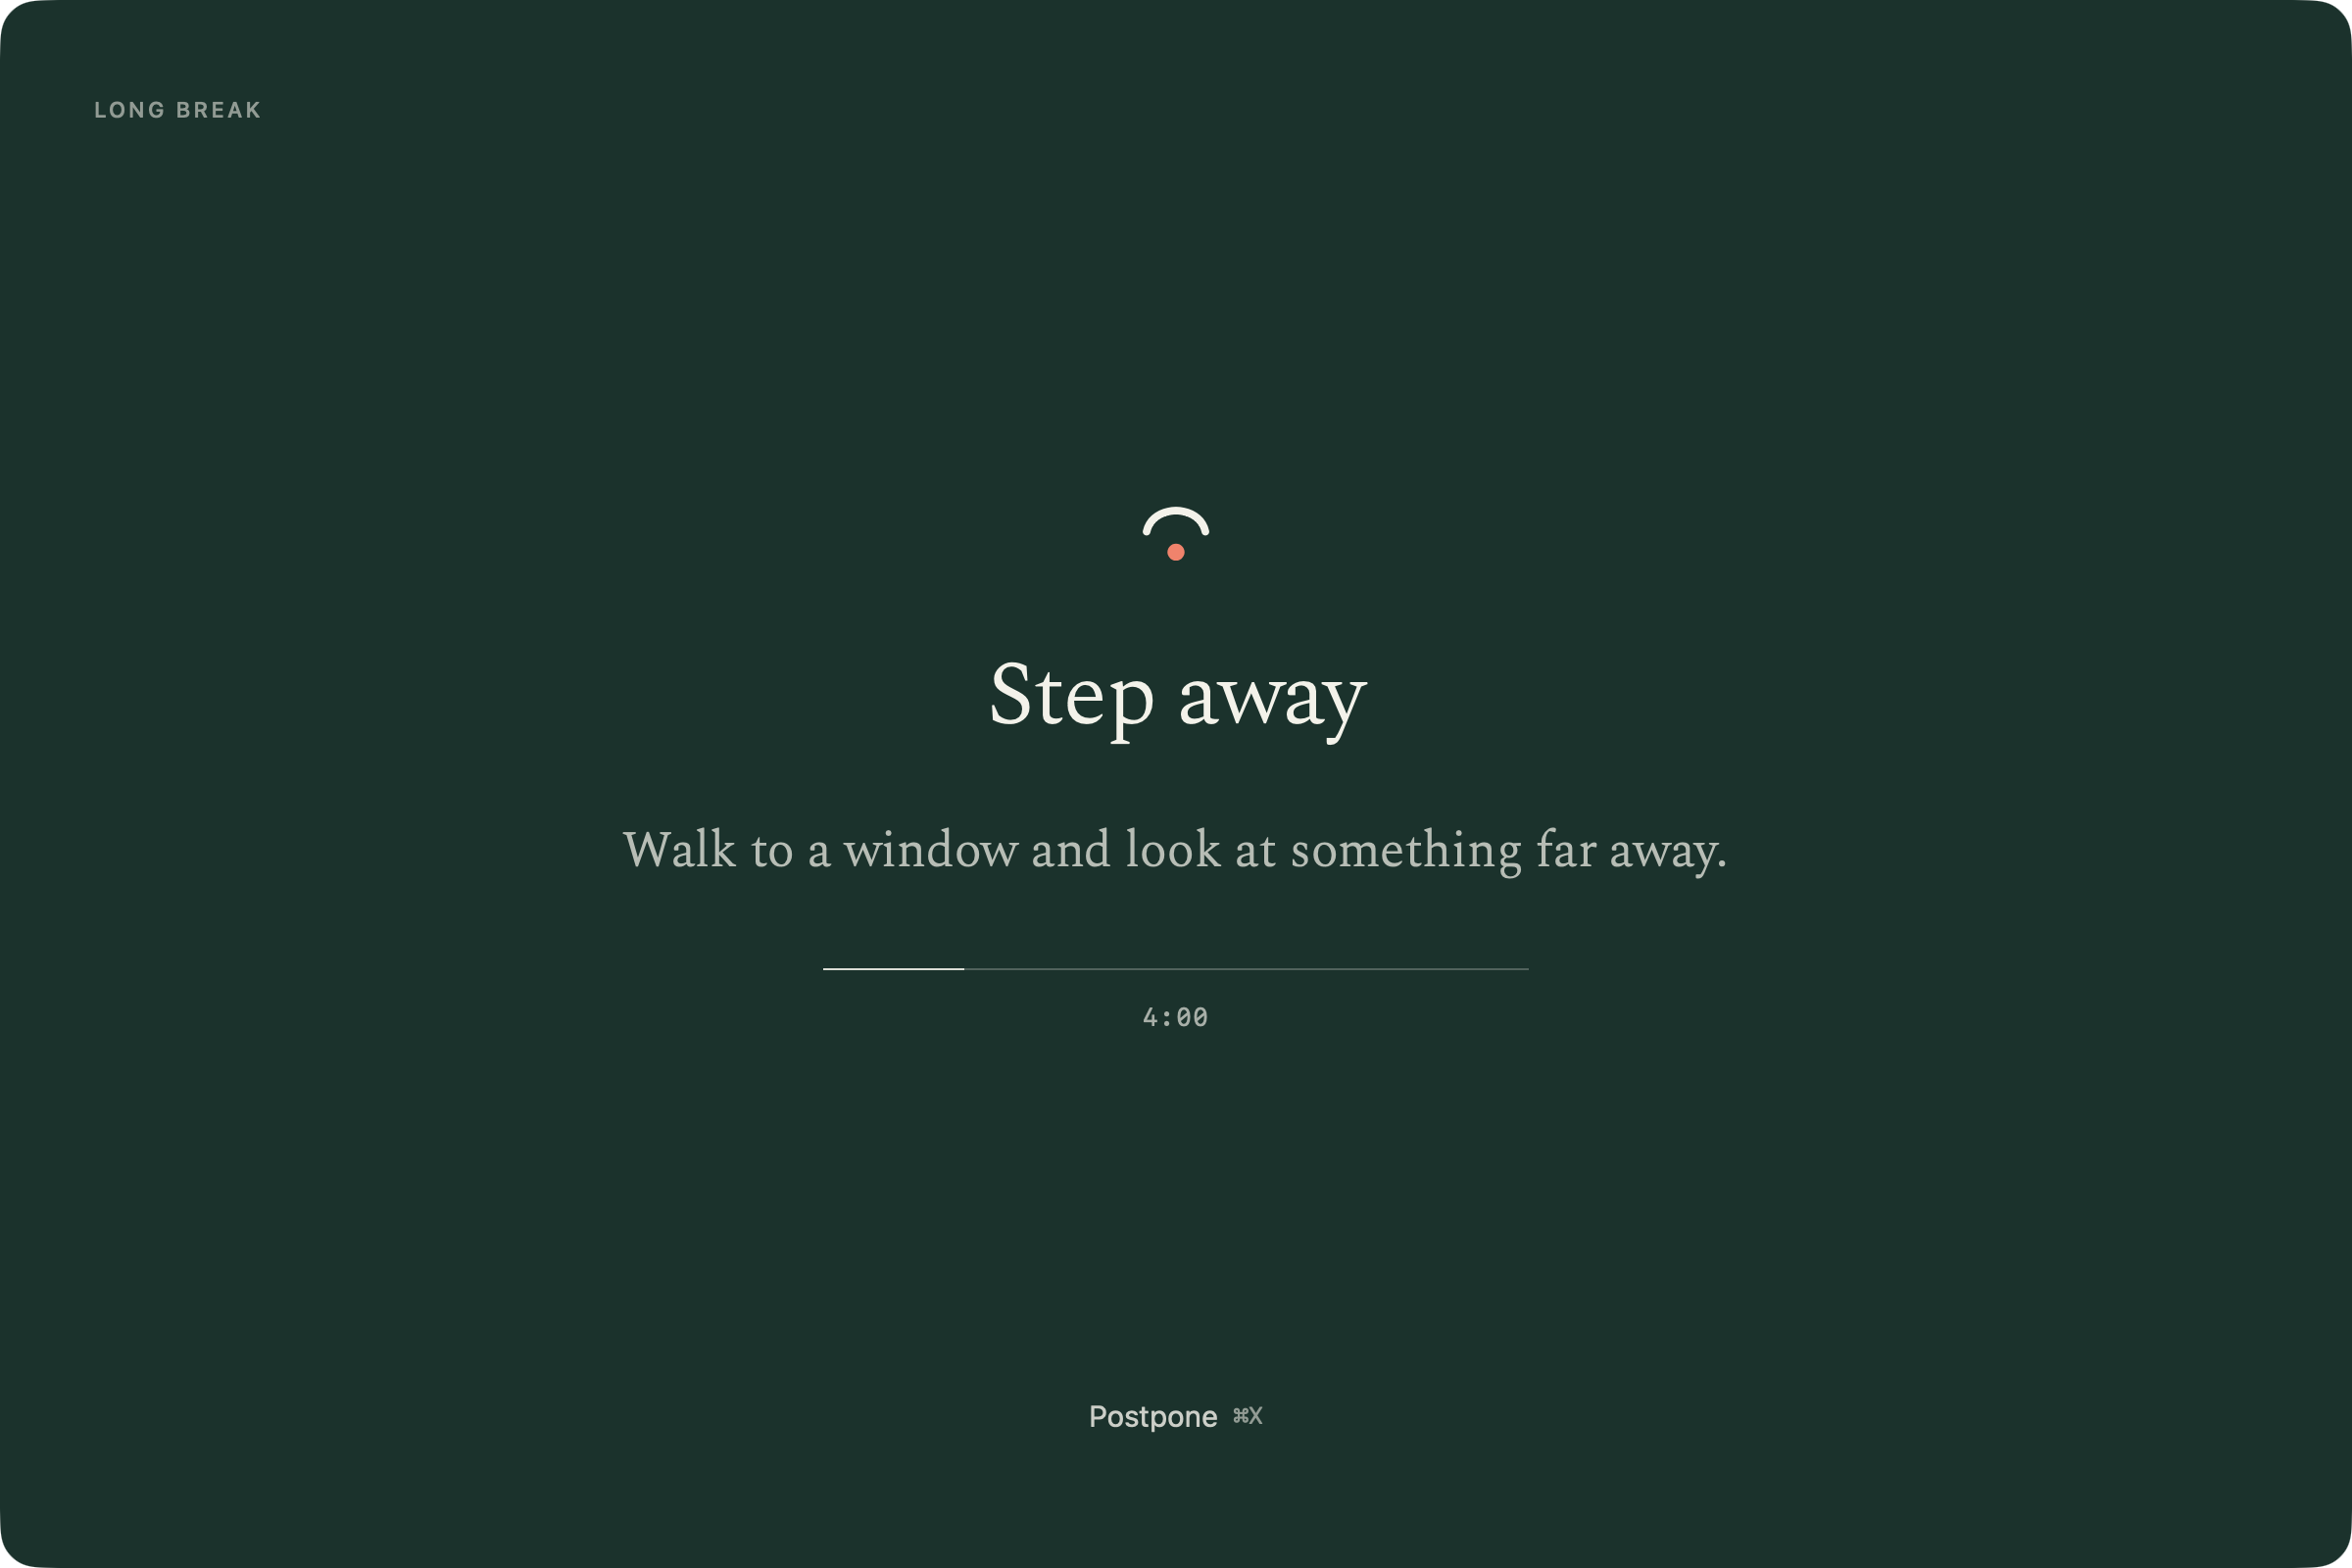 LONG BREAK
Step away
Walk to a window and look at something far away.
4:00
Postpone ⌘X